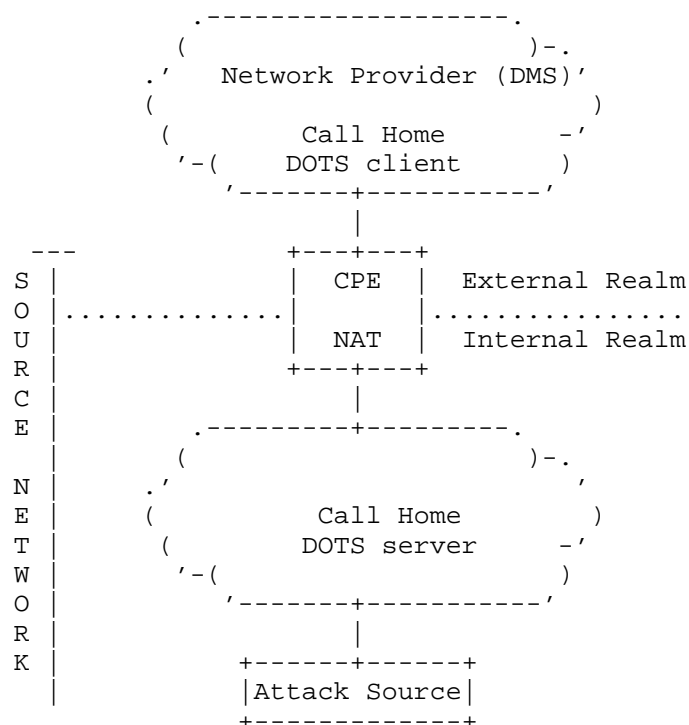 Network Provider (DMS)
Call Home
DOTS client
CPE
External Realm
NAT
Internal Realm
SOURCE NETWORK
Call Home
DOTS server
Attack Source